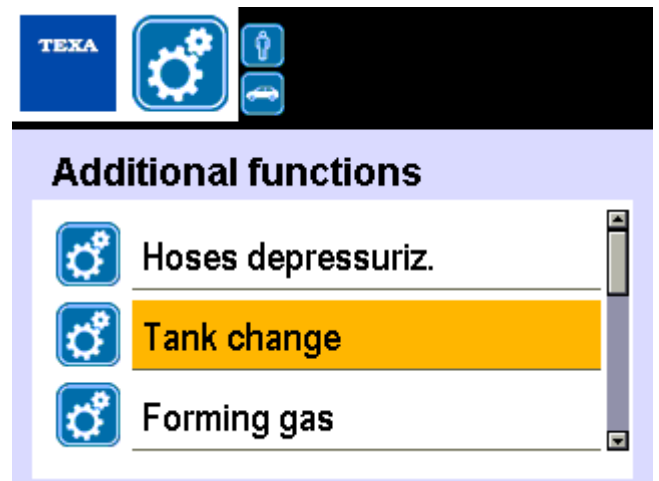 TEXA
Additional functions
Hoses depressuriz.
Tank change
Forming gas